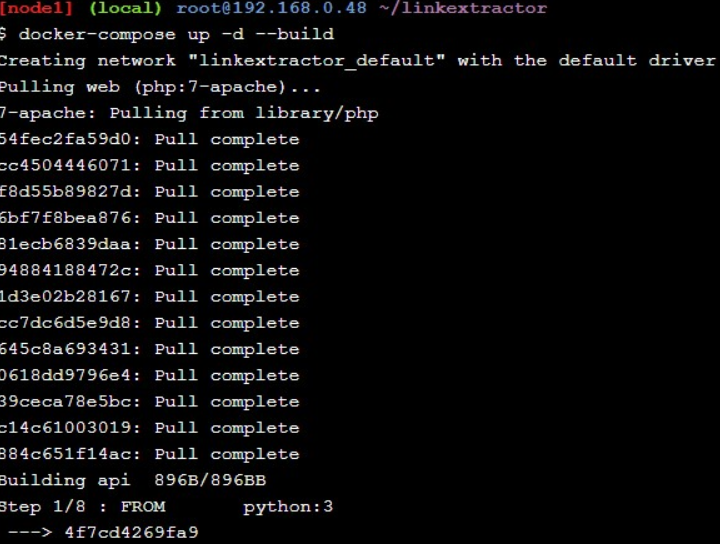 [node1] (local) root@192.168.0.48 ~/linkextractor
$ docker-compose up -d --build
Creating network "linkextractor_default" with the default driver
Pulling web (php:7-apache)...
7-apache: Pulling from library/php
54fec2fa59d0: Pull complete
cc4504446071: Pull complete
f8d55b89827d: Pull complete
6bf7f8bea876: Pull complete
81ecb6839daa: Pull complete
94884188472c: Pull complete
1d3e02b28167: Pull complete
cc7dc6d5e9d8: Pull complete
645c8a693431: Pull complete
0618dd9796e4: Pull complete
39ceca78e5bc: Pull complete
c14c61003019: Pull complete
884c651f14ac: Pull complete
Building api  896B/896BB
Step 1/8 : FROM       python:3
 ---> 4f7cd4269fa9